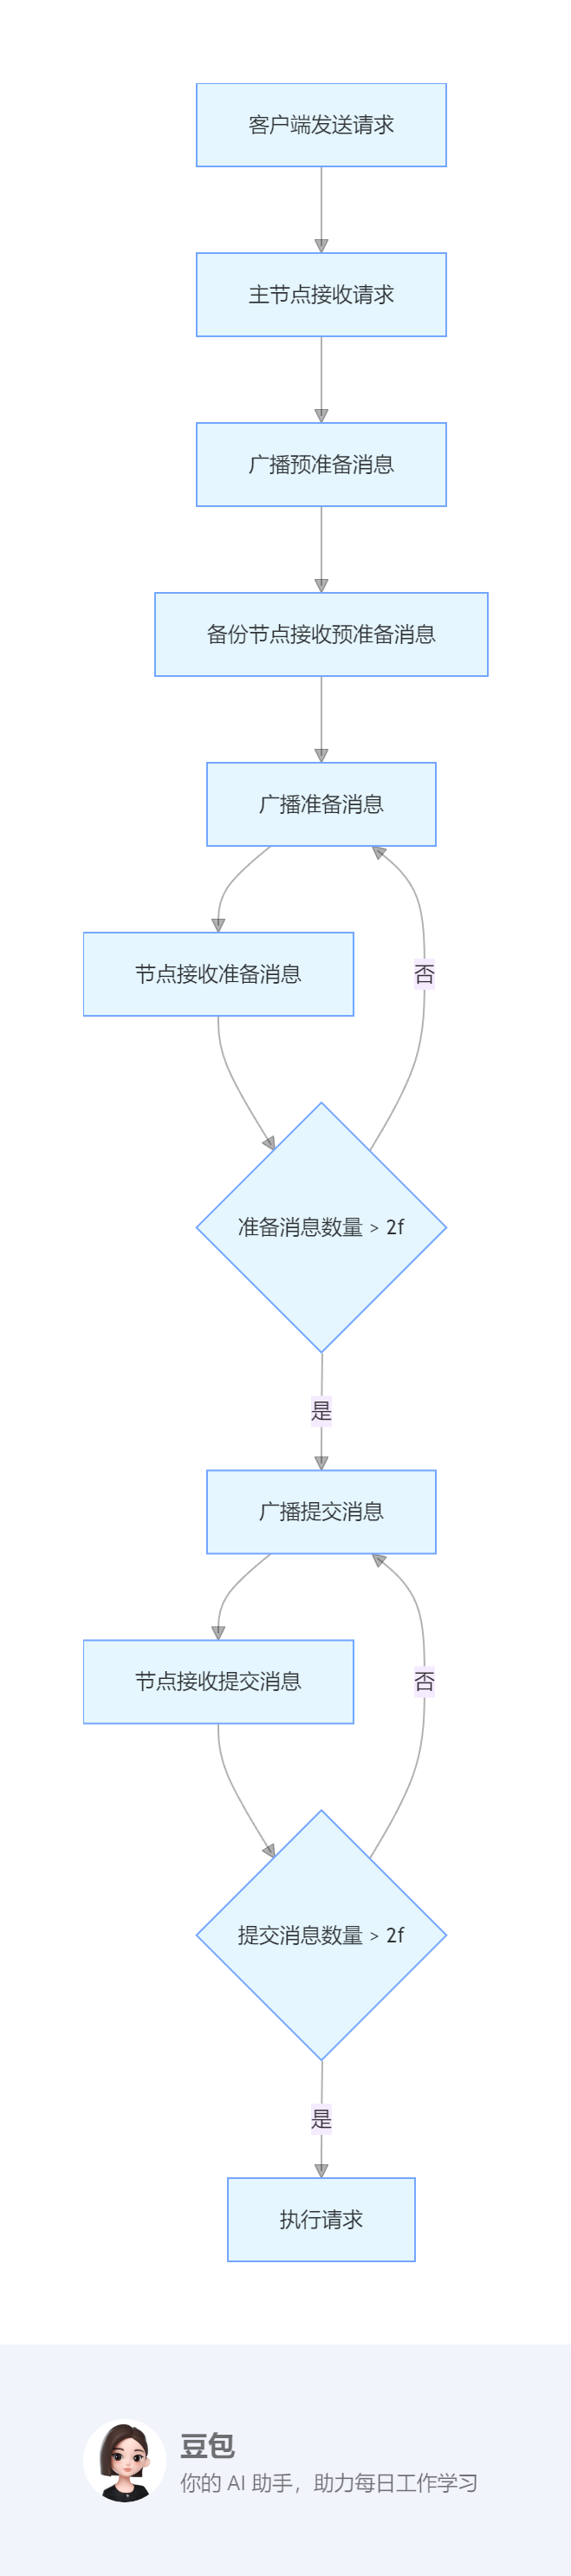 客户端发送请求
主节点接收请求
广播预准备消息
备份节点接收预准备消息
广播准备消息
节点接收准备消息
否
准备消息数量 > 2f
是
广播提交消息
节点接收提交消息
否
提交消息数量 > 2f
是
执行请求
豆包
你的 AI 助手，助力每日工作学习